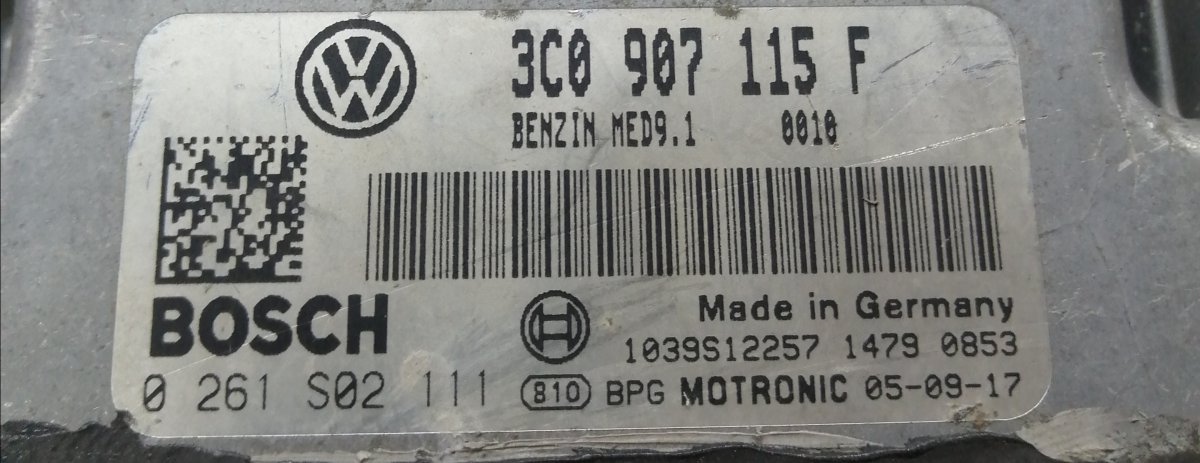 3C0 907 115 F
BENZIN MED9.1 0010
BOSCH
Made in Germany
1039S12257 1479 0853
0 261 S02 111 810 BPG MOTRONIC 05-09-17